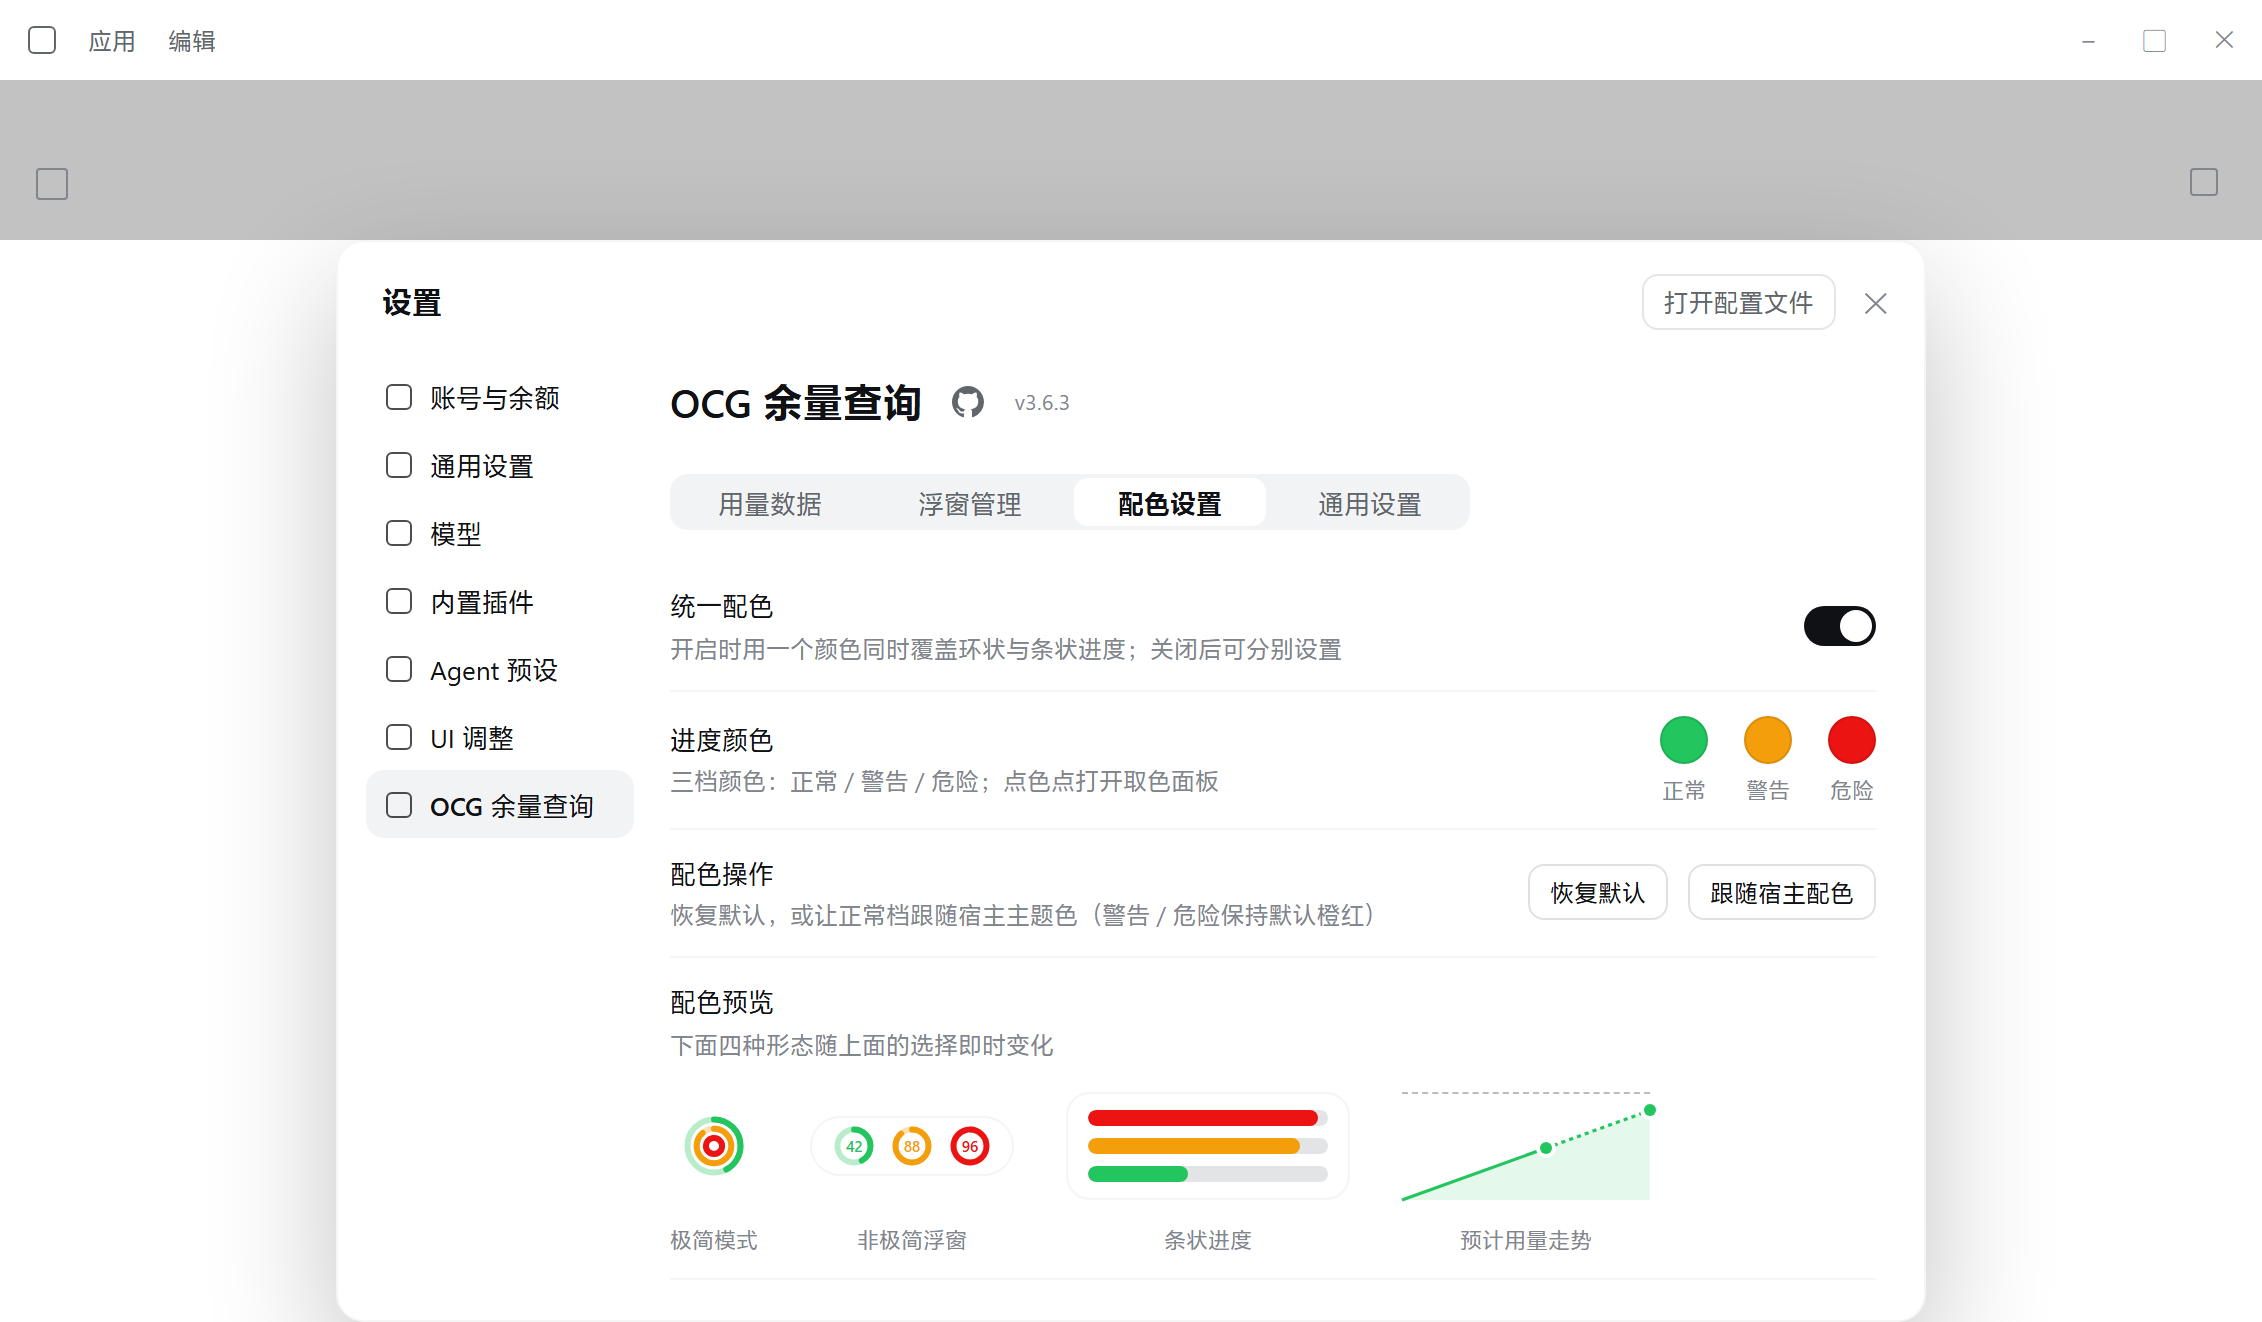 应用 编辑
设置
打开配置文件
账号与余额
通用设置
模型
内置插件
Agent 预设
UI 调整
OCG 余量查询
OCG 余量查询 v3.6.3
用量数据 浮窗管理 配色设置 通用设置
统一配色
开启时用一个颜色同时覆盖环状与条状进度；关闭后可分别设置
进度颜色
三档颜色：正常 / 警告 / 危险；点色点打开取色面板
正常 警告 危险
配色操作
恢复默认，或让正常档跟随宿主主题色（警告 / 危险保持默认橙红）
恢复默认 跟随宿主配色
配色预览
下面四种形态随上面的选择即时变化
42 88 96
极简模式 非极简浮窗 条状进度 预计用量走势